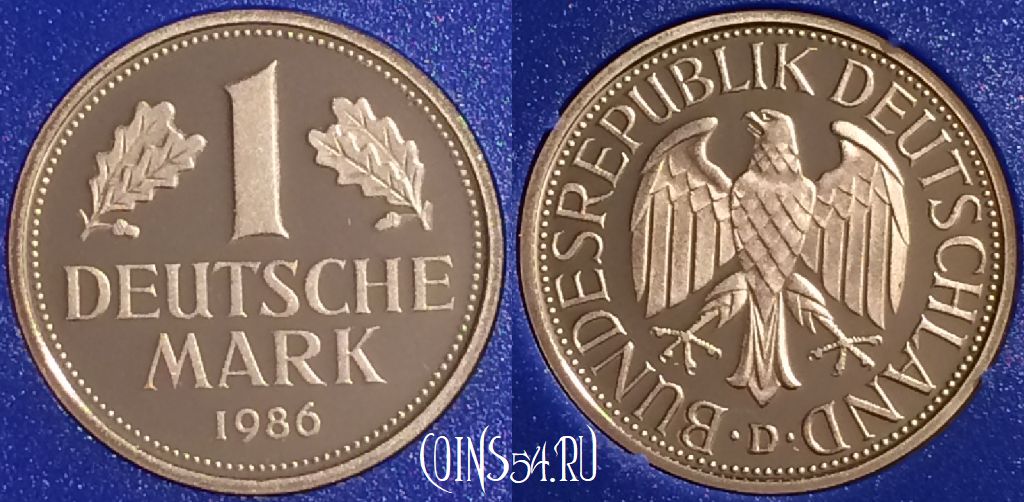 1
DEUTSCHE
MARK
1986
BUNDESREPUBLIK DEUTSCHLAND
· D ·
COINS54.RU